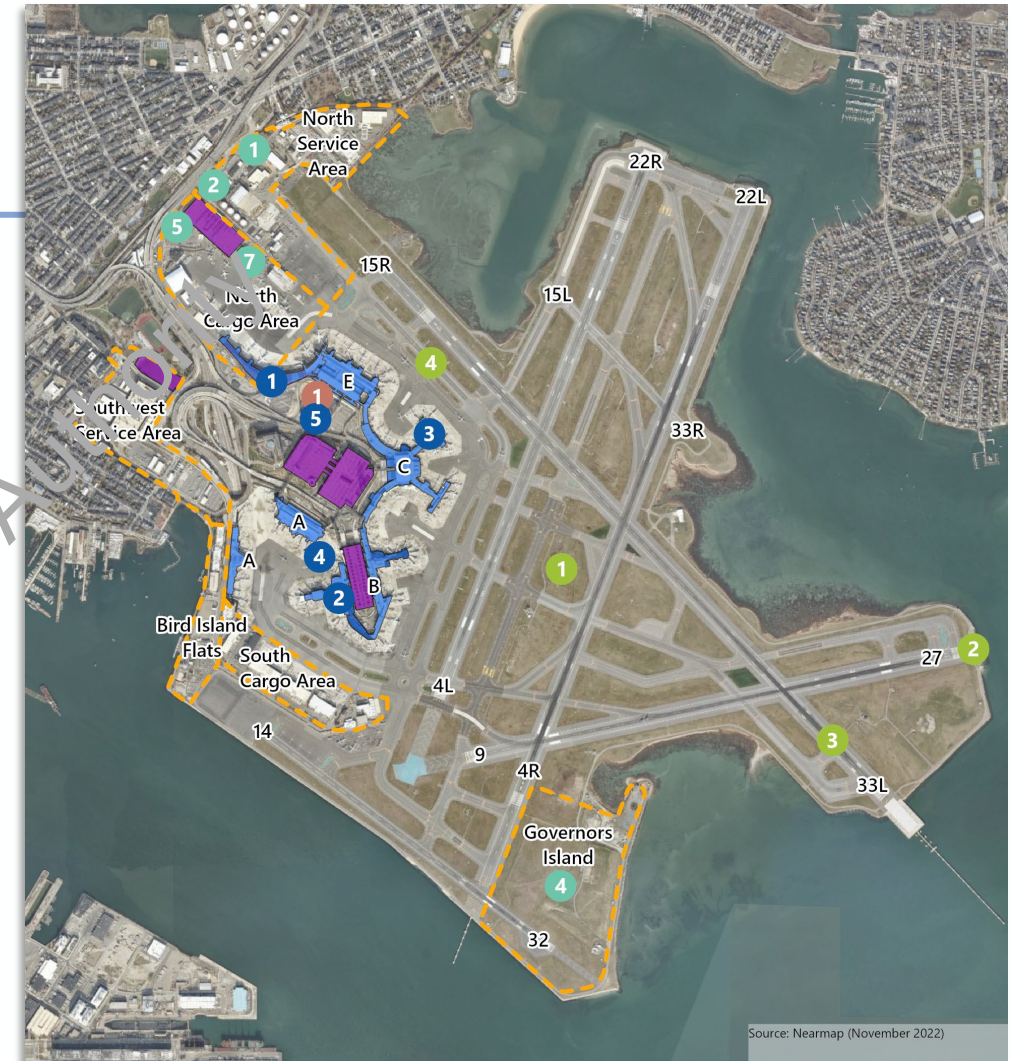 North
Service
Area
1
2
5
7
22R
22L
15R
15L
North
Cargo Area
4
1
E
1
5
3
33R
C
Southwest
Service Area
A
4
A
B
2
1
Bird Island
Flats
South
Cargo Area
27
2
4L
14
9
3
4R
33L
Governors
Island
4
32
Source: Nearmap (November 2022)
Authority